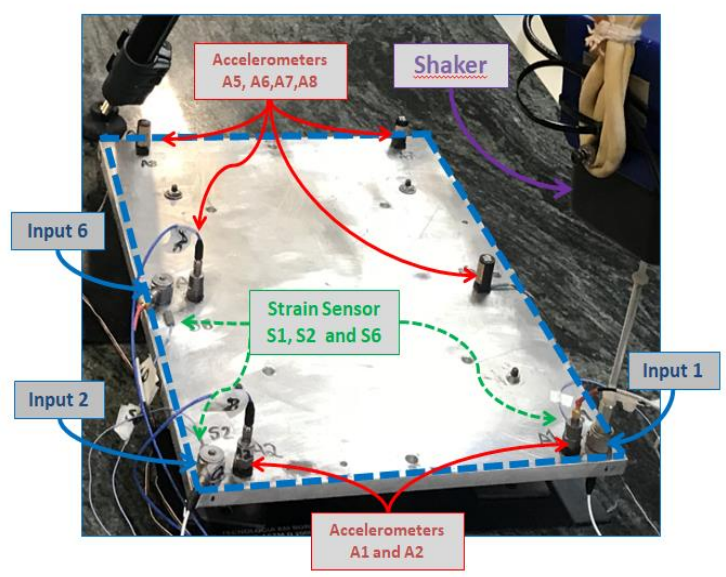 Accelerometers
A5, A6,A7,A8
Shaker
Input 6
Strain Sensor
S1, S2 and S6
Input 1
Input 2
S2
A2
A1
Accelerometers
A1 and A2